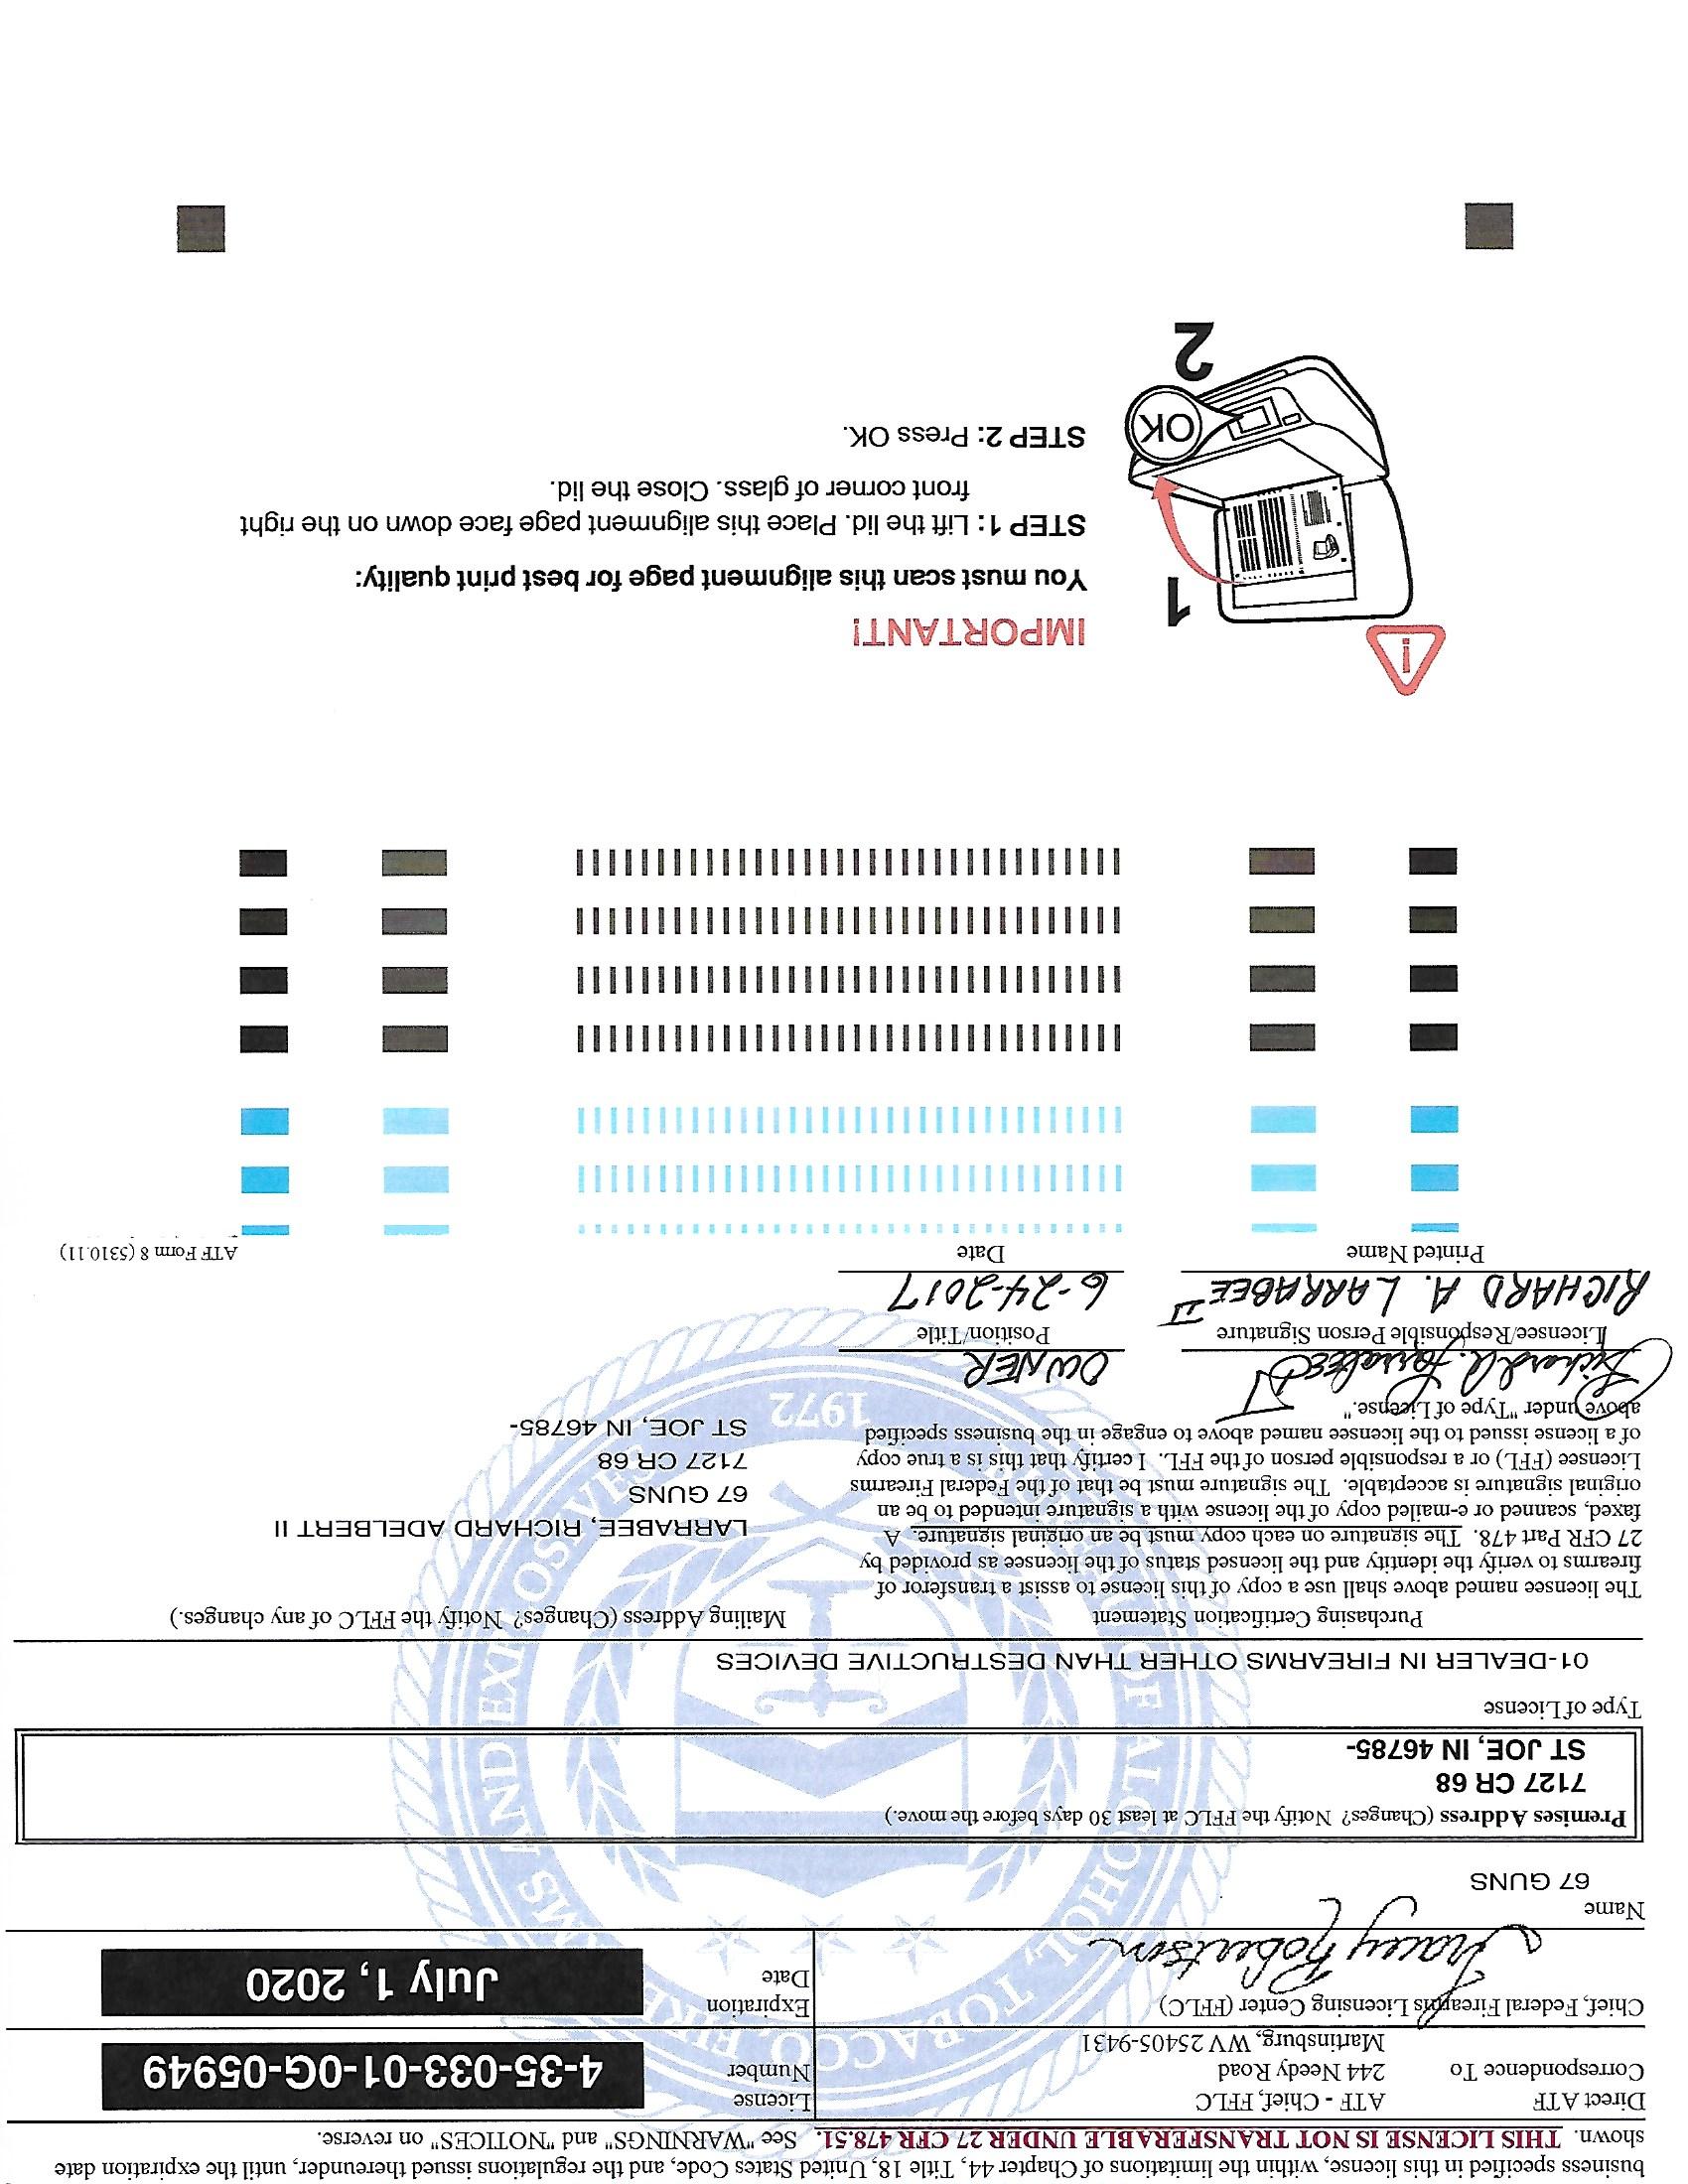 business specified in this license, within the limitations of Chapter 44, Title 18, United States Code, and the regulations issued thereunder, until the expiration date
shown. THIS LICENSE IS NOT TRANSFERABLE UNDER 27 CFR 478.51. See "WARNINGS" and "NOTICES" on reverse.
Direct ATF
Correspondence To
ATF - Chief, FFLC
244 Needy Road
Martinsburg, WV 25405-9431
License
Number
4-35-033-01-0G-05949
Chief, Federal Firearms Licensing Center (FFLC)
Tracey Robertson
Expiration
Date
July 1, 2020
Name
67 GUNS
Premises Address (Changes? Notify the FFLC at least 30 days before the move.)
7127 CR 68
ST JOE, IN 46785-
Type of License
01-DEALER IN FIREARMS OTHER THAN DESTRUCTIVE DEVICES
Purchasing Certification Statement
The licensee named above shall use a copy of this license to assist a transferor of
firearms to verify the identity and the licensed status of the licensee as provided by
27 CFR Part 478. The signature on each copy must be an original signature. A
faxed, scanned or e-mailed copy of the license with a signature intended to be an
original signature is acceptable. The signature must be that of the Federal Firearms
Licensee (FFL) or a responsible person of the FFL. I certify that this is a true copy
of a license issued to the licensee named above to engage in the business specified
above under "Type of License."
Mailing Address (Changes? Notify the FFLC of any changes.)
LARRABEE, RICHARD ADELBERT II
67 GUNS
7127 CR 68
ST JOE, IN 46785-
1972
Richard A. Larrabee II
OWNER
Licensee/Responsible Person Signature
Position/Title
RICHARD A. LARRABEE II
6-24-2017
Printed Name
Date
ATF Form 8 (5310.11)
IMPORTANT!
You must scan this alignment page for best print quality:
STEP 1: Lift the lid. Place this alignment page face down on the right
front corner of glass. Close the lid.
STEP 2: Press OK.
1
OK
2